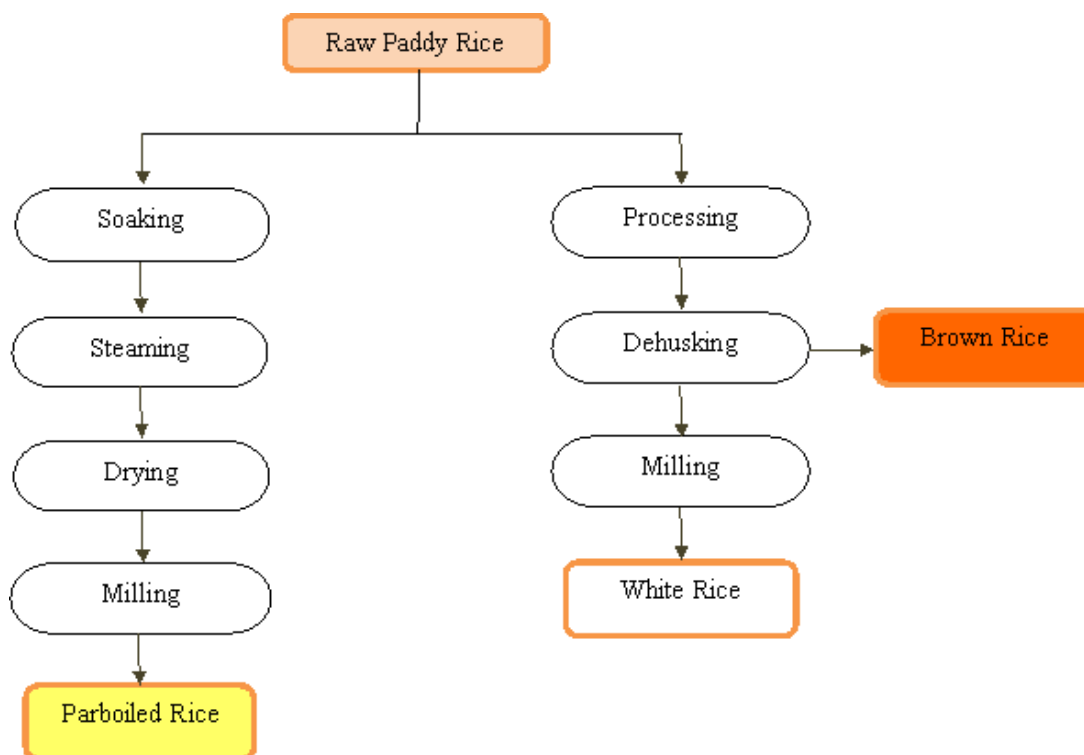 Raw Paddy Rice
Soaking
Processing
Steaming
Dehusking
Brown Rice
Drying
Milling
Milling
White Rice
Parboiled Rice